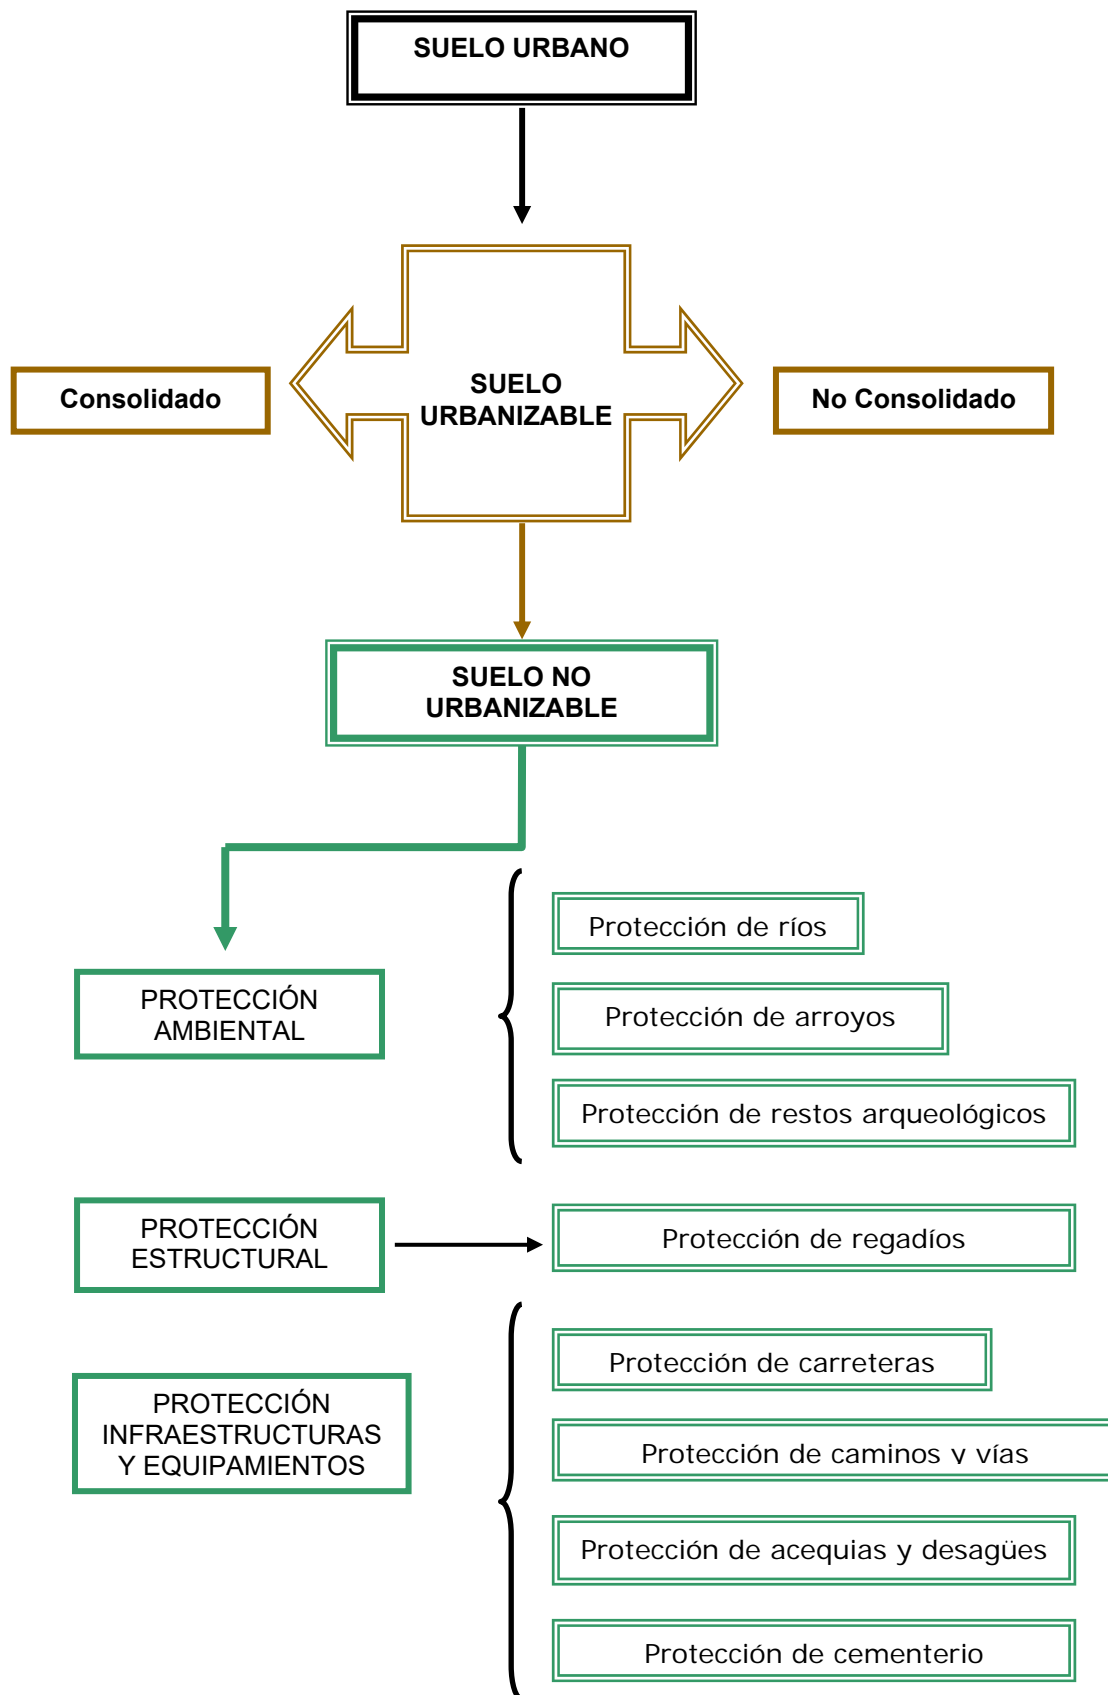 SUELO URBANO
Consolidado
SUELO
URBANIZABLE
No Consolidado
SUELO NO
URBANIZABLE
PROTECCIÓN
AMBIENTAL
Protección de ríos
Protección de arroyos
Protección de restos arqueológicos
PROTECCIÓN
ESTRUCTURAL
Protección de regadíos
PROTECCIÓN
INFRAESTRUCTURAS
Y EQUIPAMIENTOS
Protección de carreteras
Protección de caminos y vías
Protección de acequias y desagües
Protección de cementerio